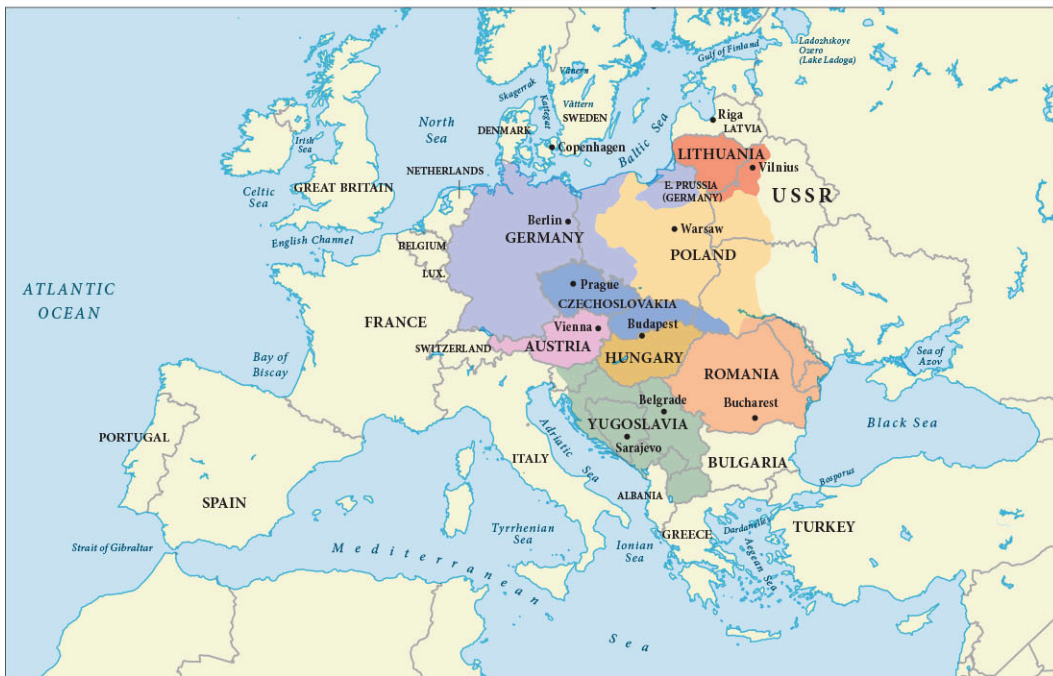 Ladozhskoye
Ozero
(Lake Ladoga)
Gulf of Finland
Vänern
Skagerrak
Kattegat
Vättern
SWEDEN
North
Sea
DENMARK
Copenhagen
Baltic Sea
Riga
LATVIA
LITHUANIA
Vilnius
Irish
Sea
NETHERLANDS
GREAT BRITAIN
Celtic
Sea
E. PRUSSIA
(GERMANY)
USSR
Berlin
GERMANY
Warsaw
POLAND
English Channel
BELGIUM
LUX.
ATLANTIC
OCEAN
Prague
CZECHOSLOVAKIA
FRANCE
Vienna
AUSTRIA
Budapest
HUNGARY
SWITZERLAND
Bay of
Biscay
Sea of
Azov
ROMANIA
Bucharest
Belgrade
YUGOSLAVIA
Sarajevo
Black Sea
PORTUGAL
SPAIN
ITALY
Adriatic
Sea
BULGARIA
Bosporus
ALBANIA
GREECE
Dardanelles
Aegean Sea
TURKEY
Tyrrhenian
Sea
Ionian
Sea
Strait of Gibraltar
Mediterranean
Sea